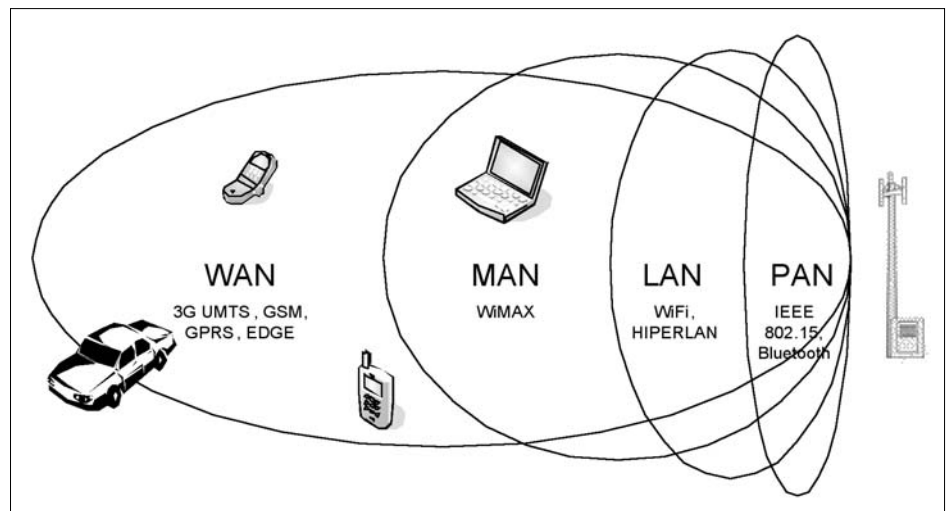 WAN
3G UMTS , GSM,
GPRS , EDGE
MAN
WiMAX
LAN
WiFi ,
HIPERLAN
PAN
IEEE
802.15,
Bluetooth